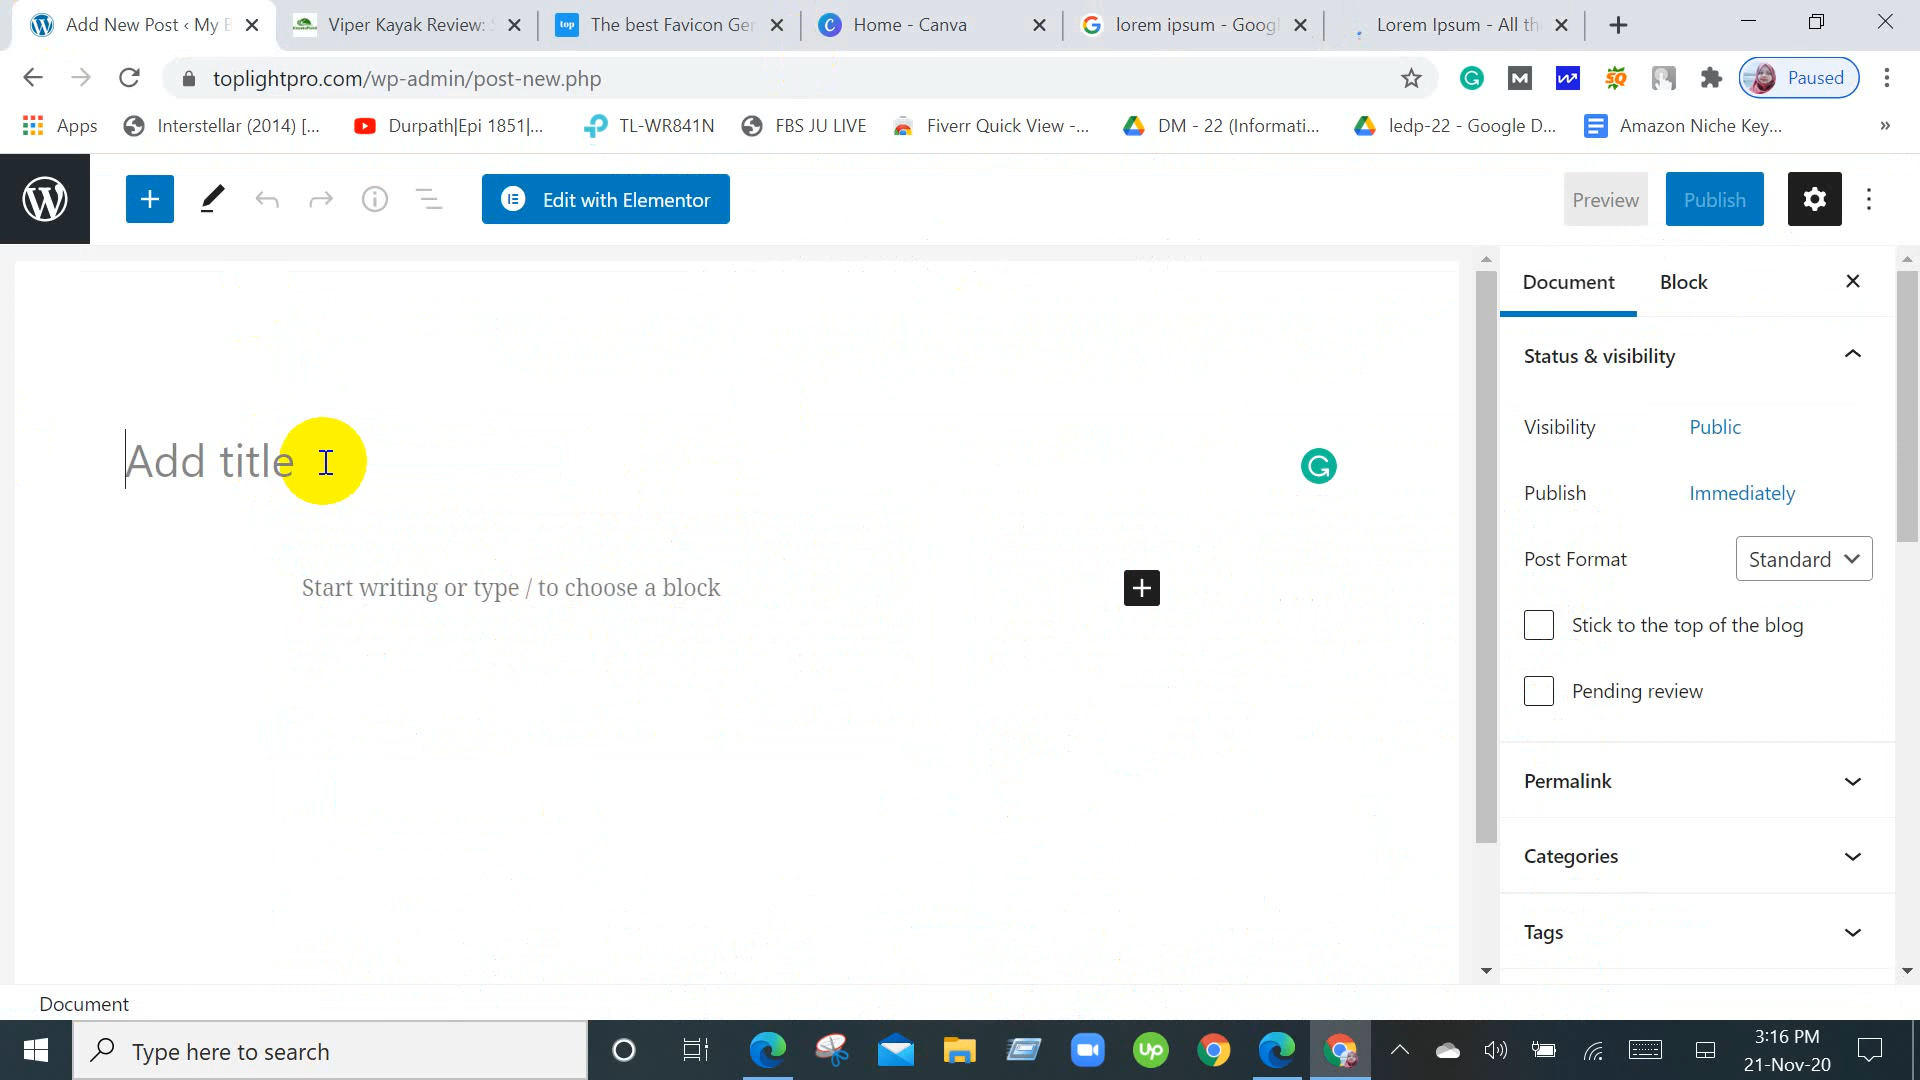 Add New Post ‹ My B
Viper Kayak Review:
The best Favicon Ger
Home - Canva
lorem ipsum - Googl
Lorem Ipsum - All th
toplightpro.com/wp-admin/post-new.php
Paused
Apps
Interstellar (2014) [...
Durpath|Epi 1851|...
TL-WR841N
FBS JU LIVE
Fiverr Quick View -...
DM - 22 (Informati...
ledp-22 - Google D...
Amazon Niche Key...
»
Edit with Elementor
Preview
Publish
Document
Block
Status & visibility
Add title
Visibility
Public
Publish
Immediately
Start writing or type / to choose a block
Post Format
Standard
Stick to the top of the blog
Pending review
Permalink
Categories
Tags
Document
Type here to search
3:16 PM
21-Nov-20